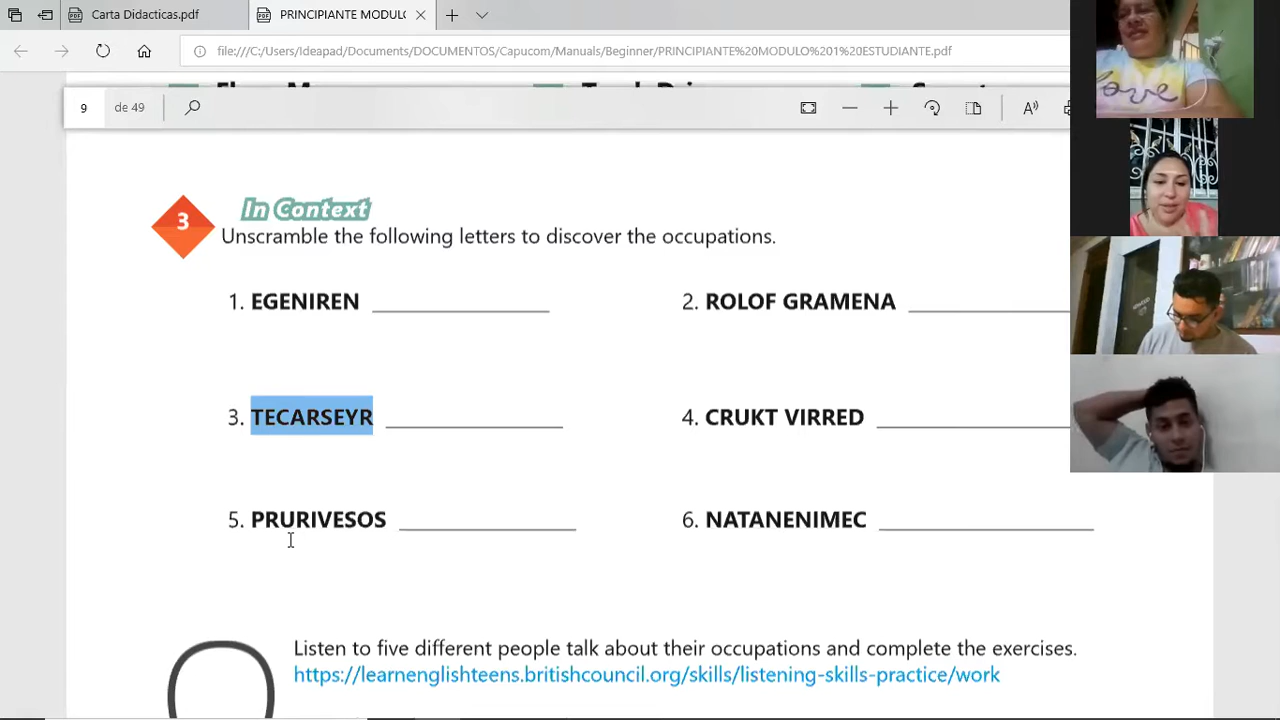 Carta Didacticas.pdf
PRINCIPIANTE MODULO
file:///C:/Users/Ideapad/Documents/DOCUMENTOS/Capucom/Manuals/Beginner/PRINCIPIANTE%20MODULO%201%20ESTUDIANTE.pdf
9 de 49
3
In Context
Unscramble the following letters to discover the occupations.
1. EGENIREN
2. ROLOF GRAMENA
3. TECARSEYR
4. CRUKT VIRRED
5. PRURIVESOS
6. NATANENIMEC
Listen to five different people talk about their occupations and complete the exercises.
https://learnenglishteens.britishcouncil.org/skills/listening-skills-practice/work
love